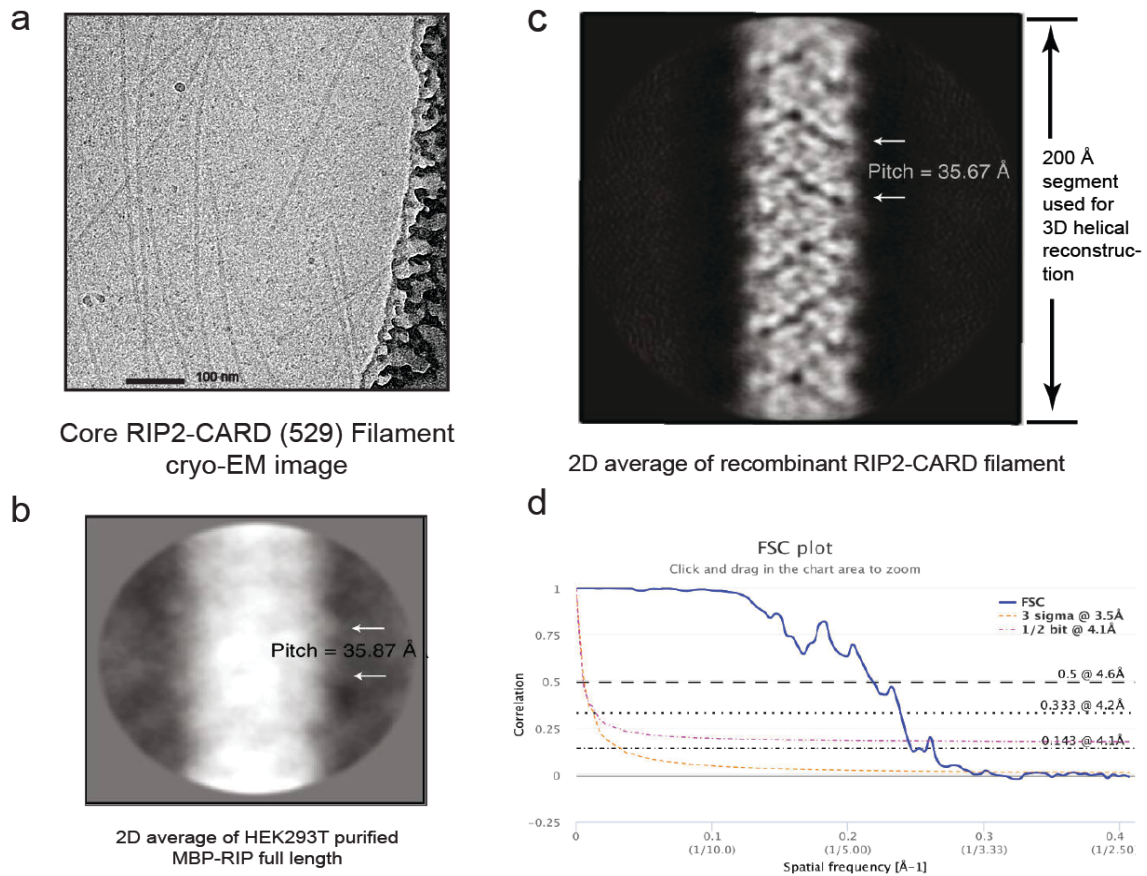 a
100 nm
Core RIP2-CARD (529) Filament
cryo-EM image
b
Pitch = 35.87 Å
2D average of HEK293T purified
MBP-RIP full length
c
Pitch = 35.67 Å
200 Å
segment
used for
3D helical
reconstruc-
tion
2D average of recombinant RIP2-CARD filament
d
FSC plot
Click and drag in the chart area to zoom
FSC
3 sigma @ 3.5Å
1/2 bit @ 4.1Å
0.5 @ 4.6Å
0.333 @ 4.2Å
0.143 @ 4.1Å
Correlation
1
0.75
0.5
0.25
0
-0.25
0 0.1 0.2 0.3 0.4
(1/10.0) (1/5.00) (1/3.33) (1/2.50
Spatial frequency [Å-1]